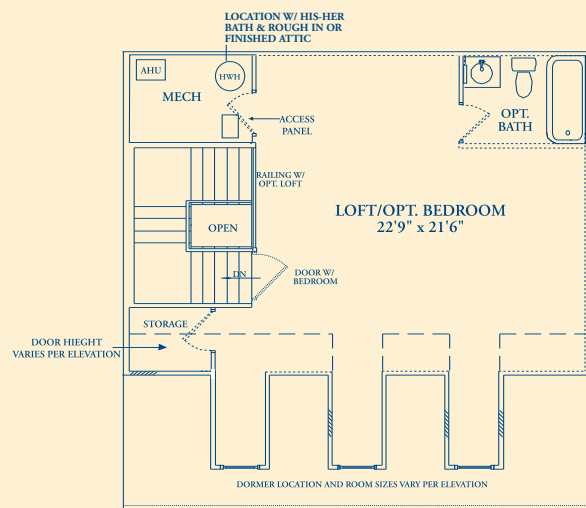 LOCATION W/ HIS-HER
BATH & ROUGH IN OR
FINISHED ATTIC
AHU
HWH
MECH
ACCESS
PANEL
OPT.
BATH
RAILING W/
OPT. LOFT
LOFT/OPT. BEDROOM
22'9" x 21'6"
OPEN
DN
DOOR W/
BEDROOM
STORAGE
DOOR HIEGHT
VARIES PER ELEVATION
DORMER LOCATION AND ROOM SIZES VARY PER ELEVATION